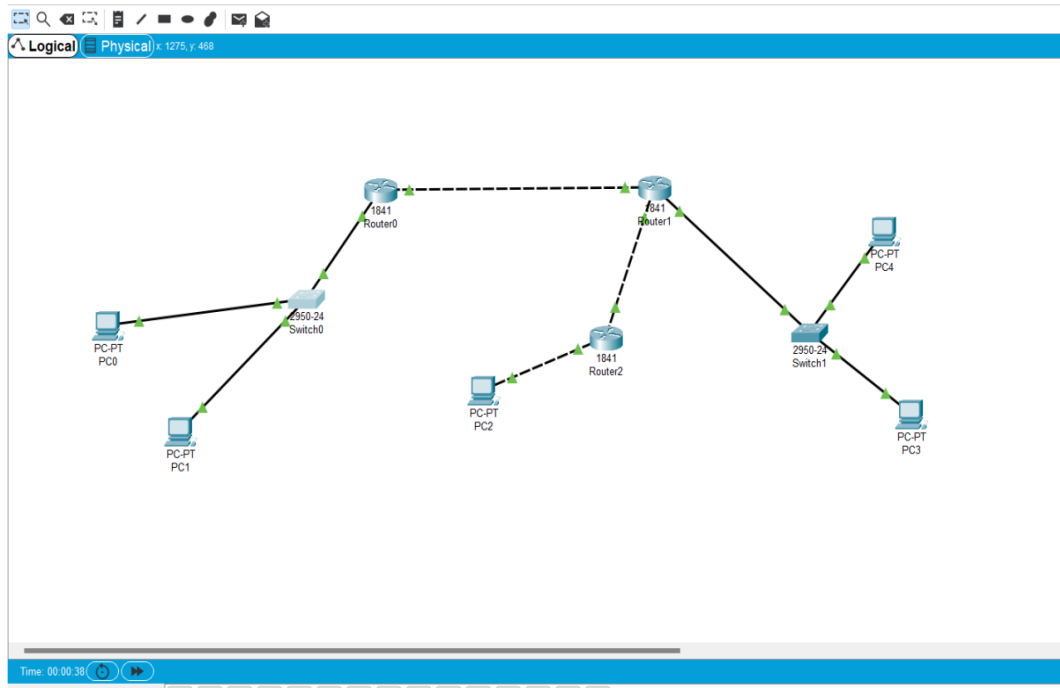 Logical Physical x: 1275, y: 468
1841
Router0
1841
Router1
PC-PT
PC4
2950-24
Switch0
PC-PT
PC0
1841
Router2
2950-24
Switch1
PC-PT
PC2
PC-PT
PC3
PC-PT
PC1
Time: 00:00:38